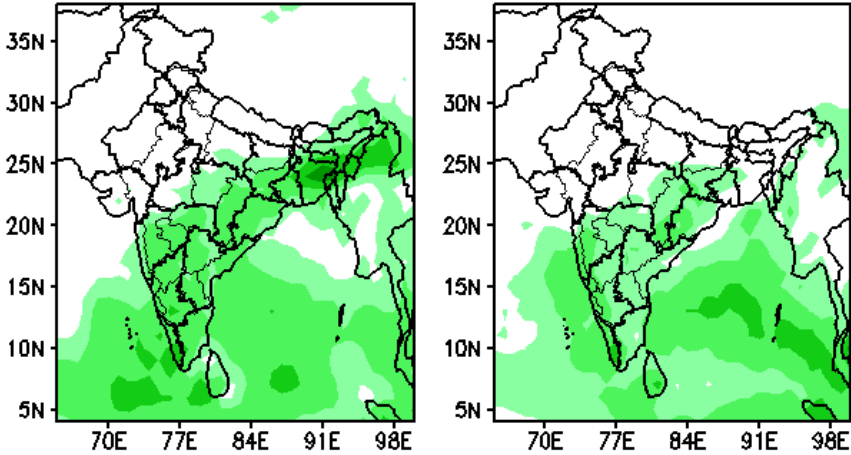 35N 35N
30N 30N
25N 25N
20N 20N
15N 15N
10N 10N
5N 5N
70E 77E 84E 91E 98E 70E 77E 84E 91E 98E